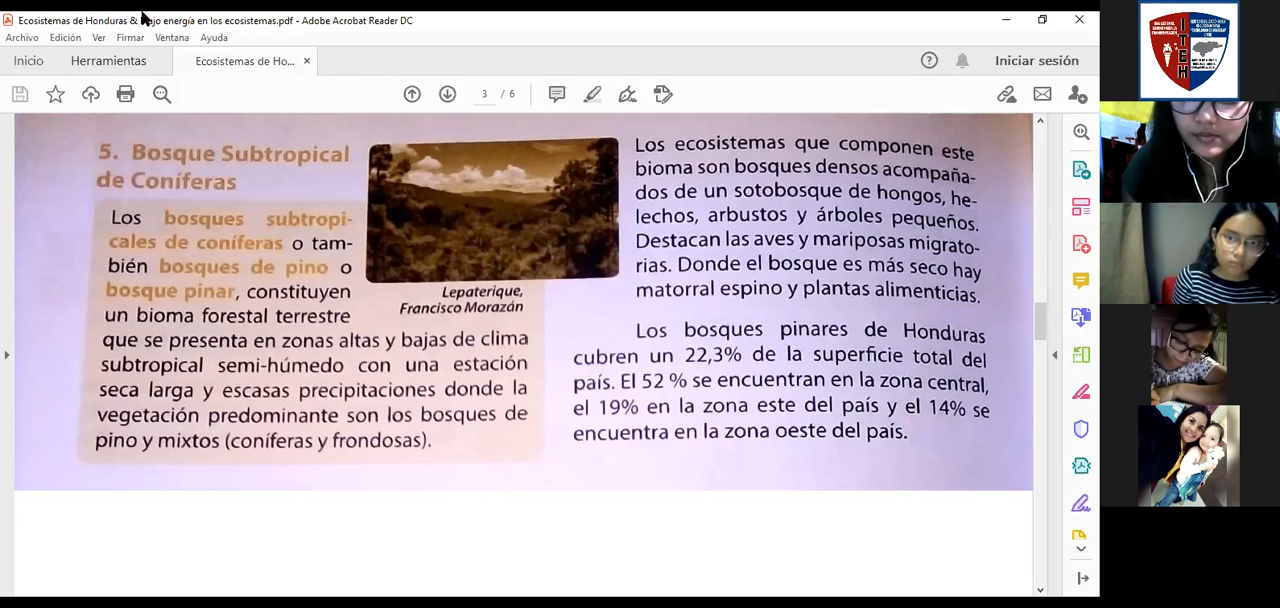 Ecosistemas de Honduras & jo energía en los ecosistemas.pdf - Adobe Acrobat Reader DC
Archivo Edición Ver Firmar Ventana Ayuda
Inicio Herramientas Ecosistemas de Ho... × Iniciar sesión
3 / 6
5. Bosque Subtropical
de Coníferas
Los bosques subtropi-
cales de coníferas o tam-
bién bosques de pino o
bosque pinar, constituyen
un bioma forestal terrestre
que se presenta en zonas altas y bajas de clima
subtropical semi-húmedo con una estación
seca larga y escasas precipitaciones donde la
vegetación predominante son los bosques de
pino y mixtos (coníferas y frondosas).
Lepaterique,
Francisco Morazán
Los ecosistemas que componen este
bioma son bosques densos acompaña-
dos de un sotobosque de hongos, he-
lechos, arbustos y árboles pequeños.
Destacan las aves y mariposas migrato-
rias. Donde el bosque es más seco hay
matorral espino y plantas alimenticias.
Los bosques pinares de Honduras
cubren un 22,3% de la superficie total del
país. El 52 % se encuentran en la zona central,
el 19% en la zona este del país y el 14% se
encuentra en la zona oeste del país.
ITEH